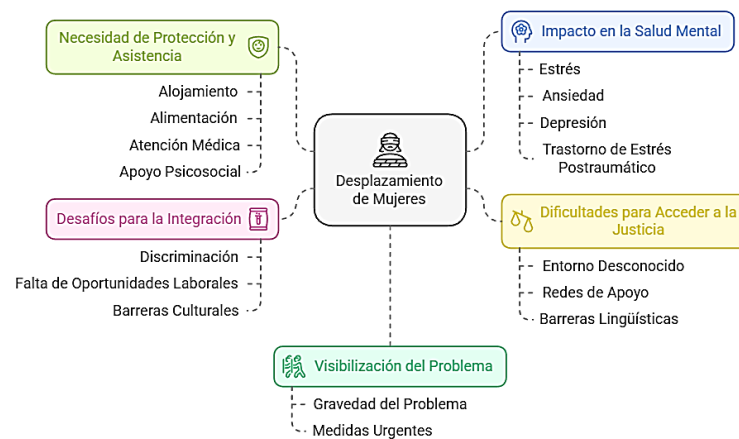 Necesidad de Protección y
Asistencia
Alojamiento
Alimentación
Atención Médica
Apoyo Psicosocial
Desafíos para la Integración
Discriminación
Falta de Oportunidades Laborales
Barreras Culturales
Desplazamiento
de Mujeres
Impacto en la Salud Mental
Estrés
Ansiedad
Depresión
Trastorno de Estrés
Postraumático
Dificultades para Acceder a la
Justicia
Entorno Desconocido
Redes de Apoyo
Barreras Lingüísticas
Visibilización del Problema
Gravedad del Problema
Medidas Urgentes